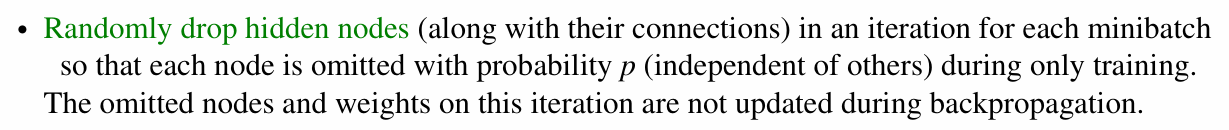 • Randomly drop hidden nodes (along with their connections) in an iteration for each minibatch
so that each node is omitted with probability p (independent of others) during only training.
The omitted nodes and weights on this iteration are not updated during backpropagation.